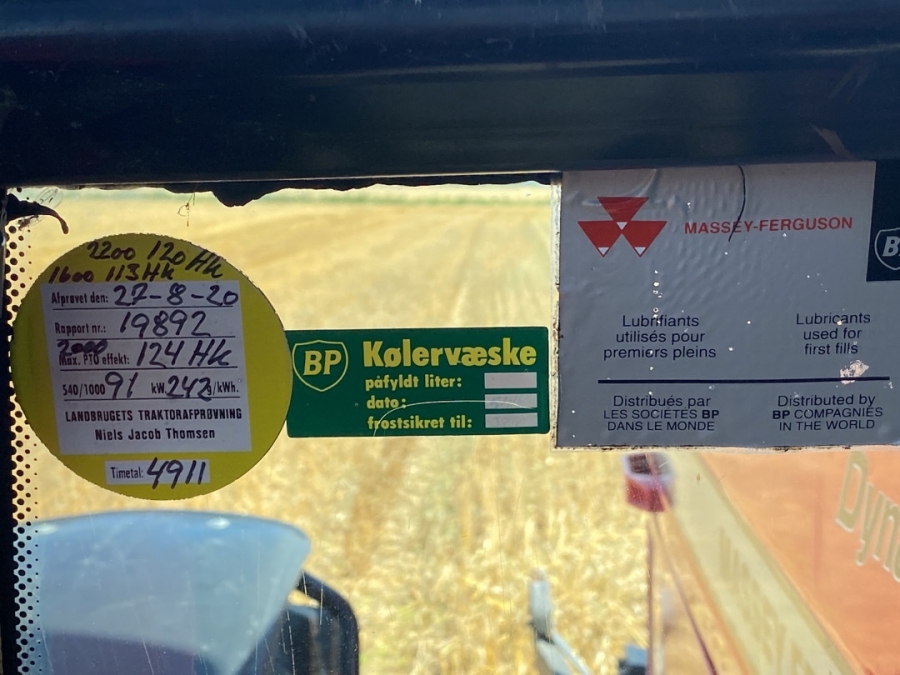 2200 120 Hk
1600 113 Hk
Afprøvet den: 27-8-20
Rapport nr.: 19892
2000
Max. PTO effekt: 124 Hk
540/1000 91 kW. 243 /kWh.
LANDBRUGETS TRAKTORAFPRØVNING
Niels Jacob Thomsen
Timetal: 4911
BP
Kølervæske
påfyldt liter:
dato:
frostsikret til:
MASSEY-FERGUSON
Lubrifiants
utilisés pour
premiers pleins
Lubricants
used for
first fills
Distribués par
LES SOCIÉTÉS BP
DANS LE MONDE
Distributed by
BP COMPAGNIES
IN THE WORLD